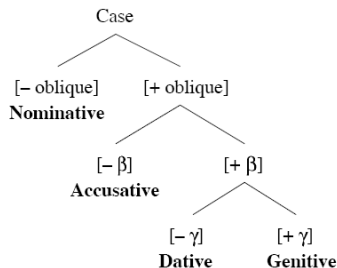 Case
[– oblique] [+ oblique]
Nominative
[– β] [+ β]
Accusative
[– γ] [+ γ]
Dative Genitive